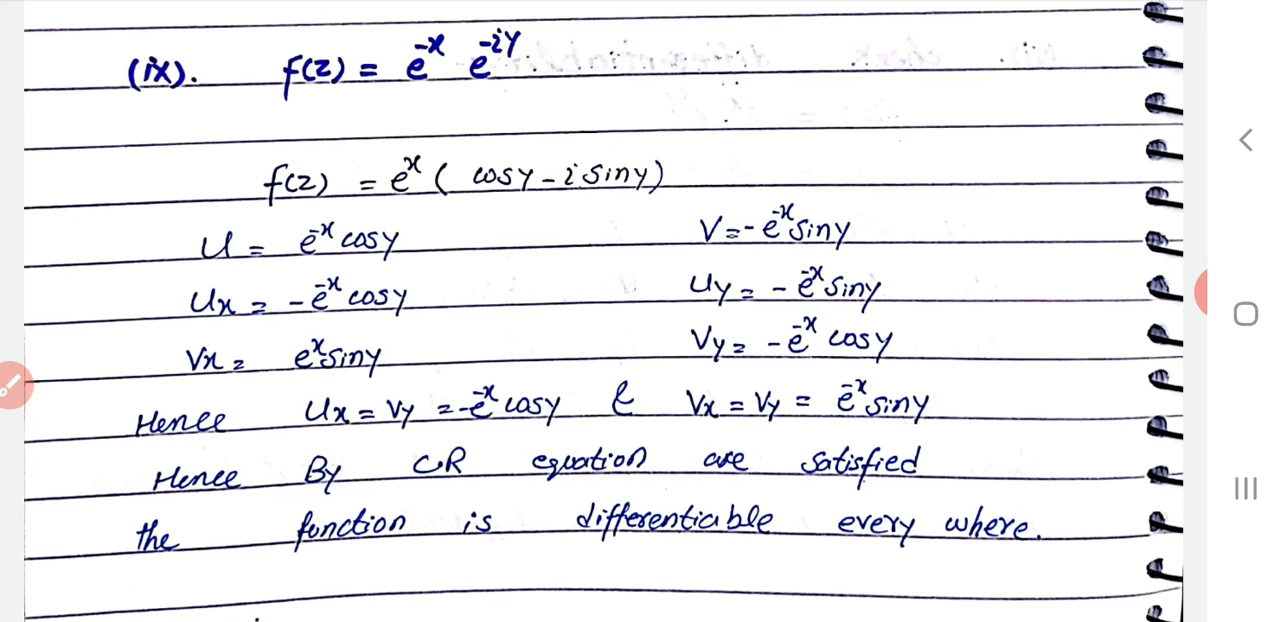 (ix). f(z) = e^-x e^-iy.
f(z) = e^-x ( cosy - i siny)
U = e^-x cosy V = - e^-x siny
Ux = - e^-x cosy Uy = - e^-x siny
Vx = e^-x siny Vy = - e^-x cosy
Hence Ux = Vy = - e^-x cosy & Vx = Vy = e^-x siny
Hence By CR equation are satisfied
the function is differentiable every where.